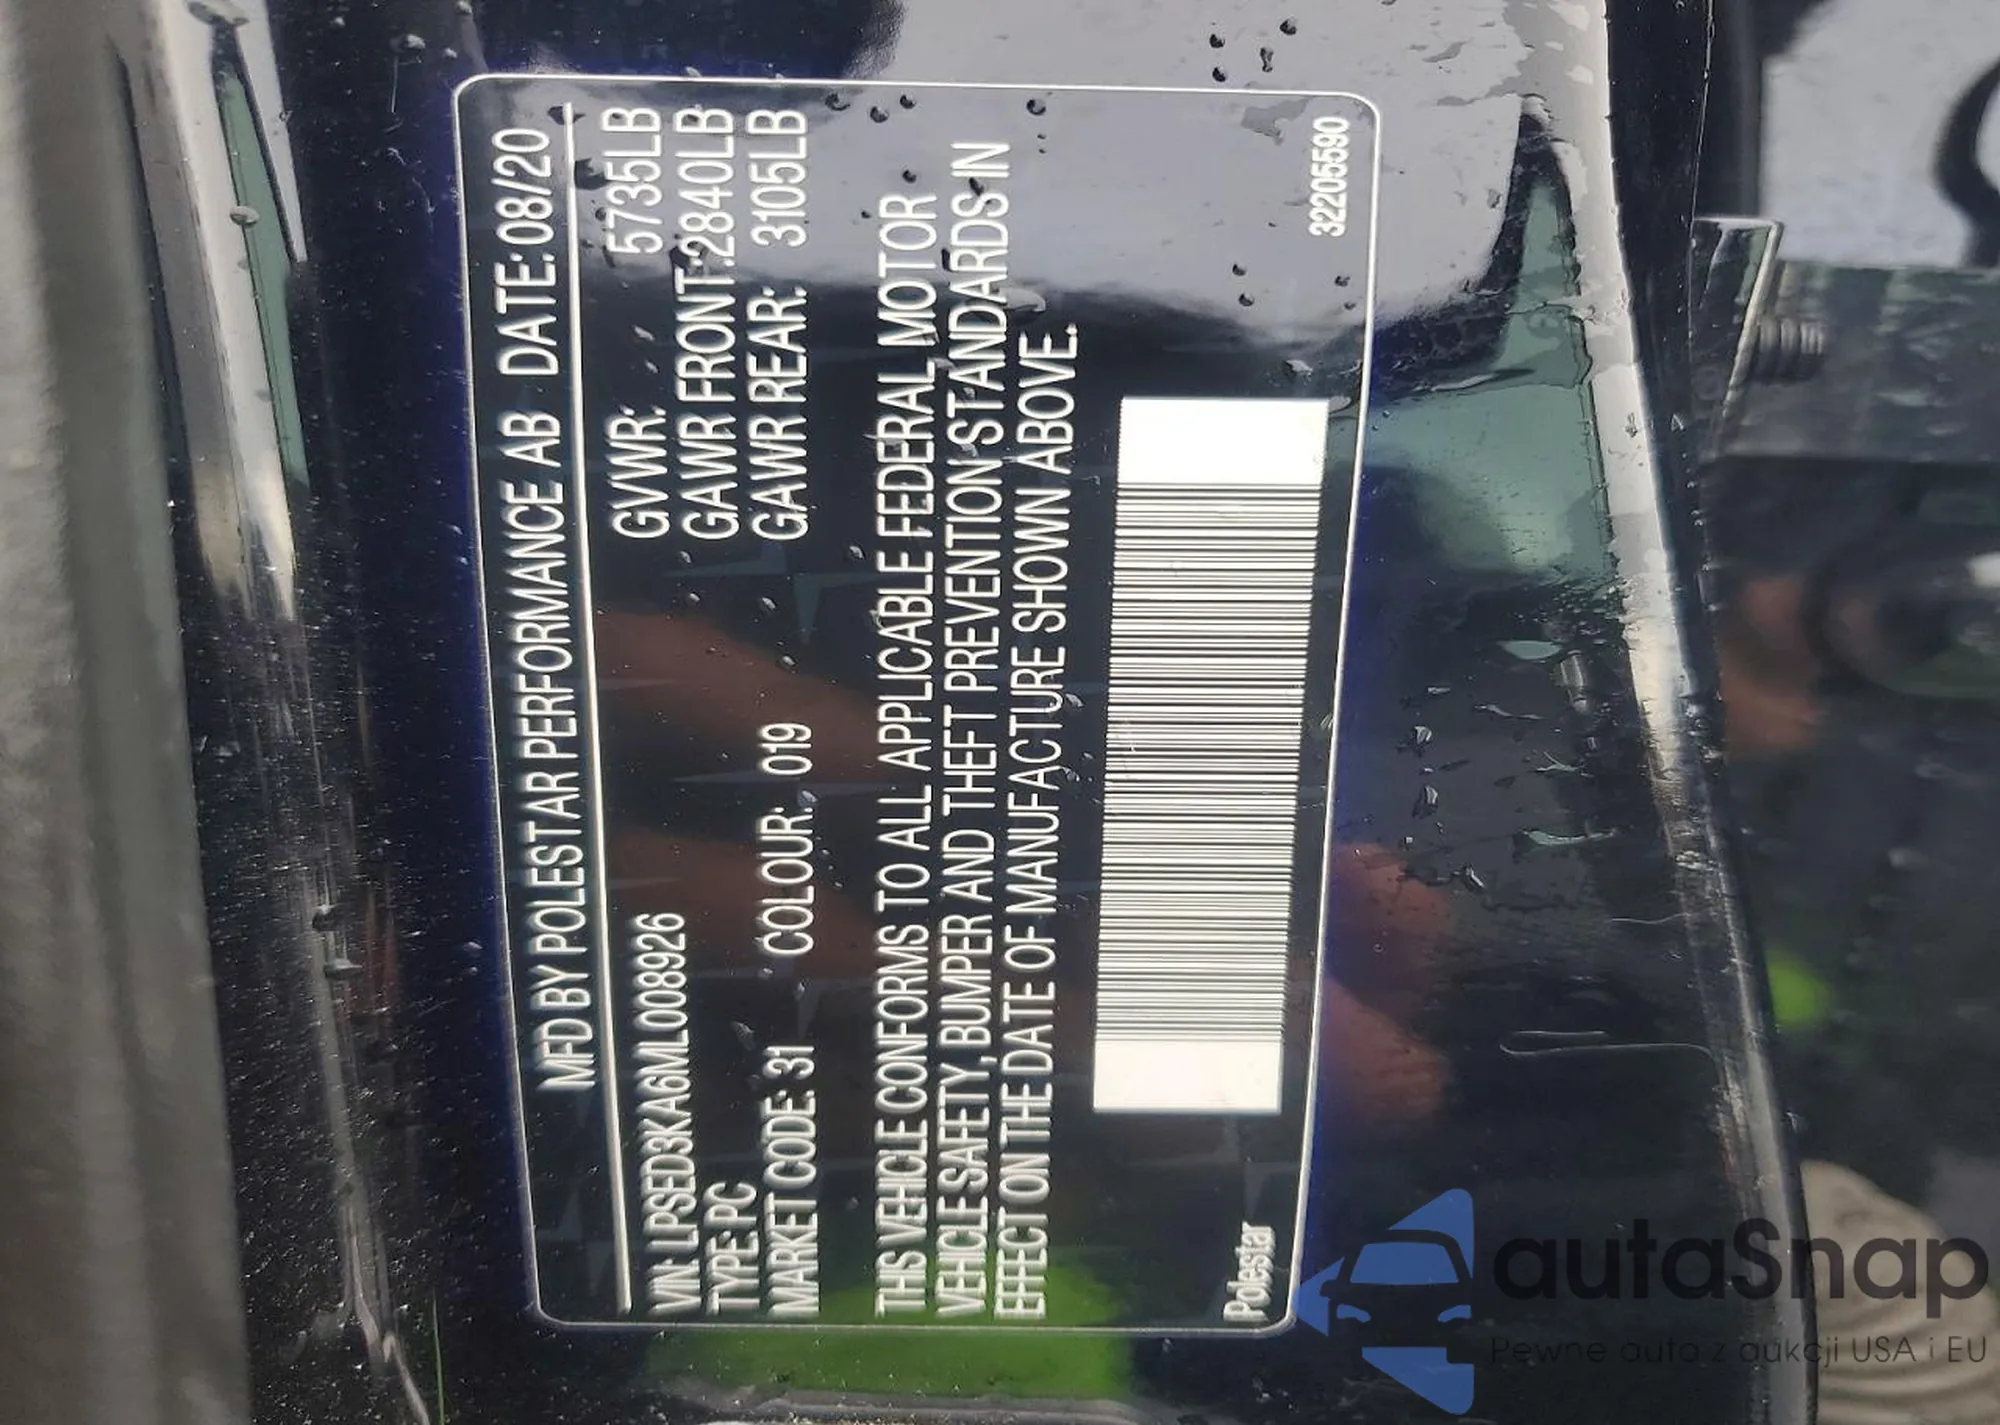 MFD BY POLESTAR PERFORMANCE AB DATE: 08/20
VIN: LPSED3KA6ML008926 GVWR: 5735LB
TYPE: PC GAWR FRONT:2840LB
MARKET CODE: 31 COLOUR: 019 GAWR REAR: 3105LB
THIS VEHICLE CONFORMS TO ALL APPLICABLE FEDERAL MOTOR
VEHICLE SAFETY, BUMPER AND THEFT PREVENTION STANDARDS IN
EFFECT ON THE DATE OF MANUFACTURE SHOWN ABOVE.
Polestar 32205590
autaSnap
Pewne auta z aukcji USA i EU